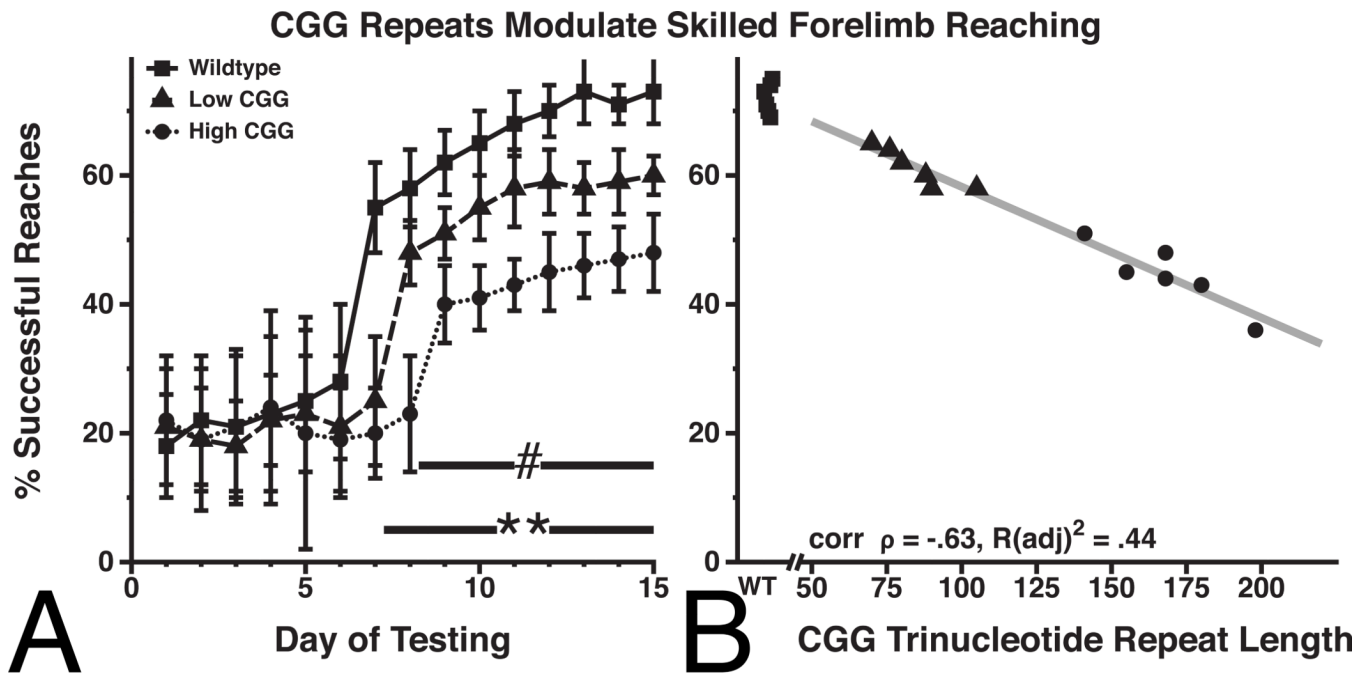 CGG Repeats Modulate Skilled Forelimb Reaching
Wildtype
Low CGG
High CGG
% Successful Reaches
60
40
20
0
#
**
0 5 10 15
Day of Testing
A
60
40
20
0
corr ρ = -.63, R(adj)² = .44
WT 50 75 100 125 150 175 200
CGG Trinucleotide Repeat Length
B